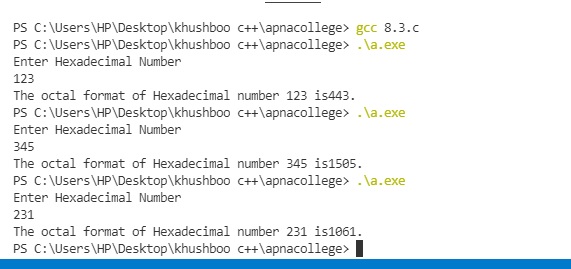 PS C:\Users\HP\Desktop\khushboo c++\apnacollege> gcc 8.3.c
PS C:\Users\HP\Desktop\khushboo c++\apnacollege> .\a.exe
Enter Hexadecimal Number
123
The octal format of Hexadecimal number 123 is443.
PS C:\Users\HP\Desktop\khushboo c++\apnacollege> .\a.exe
Enter Hexadecimal Number
345
The octal format of Hexadecimal number 345 is1505.
PS C:\Users\HP\Desktop\khushboo c++\apnacollege> .\a.exe
Enter Hexadecimal Number
231
The octal format of Hexadecimal number 231 is1061.
PS C:\Users\HP\Desktop\khushboo c++\apnacollege>